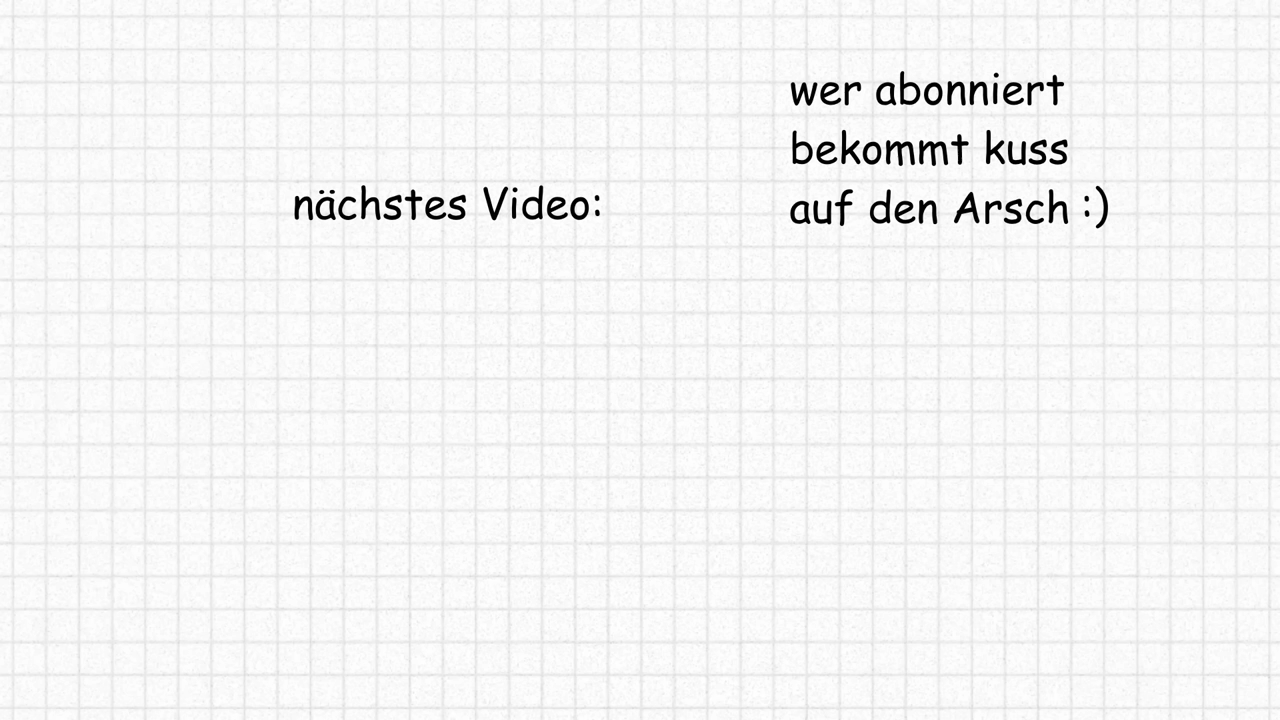 nächstes Video:
wer abonniert
bekommt kuss
auf den Arsch :)